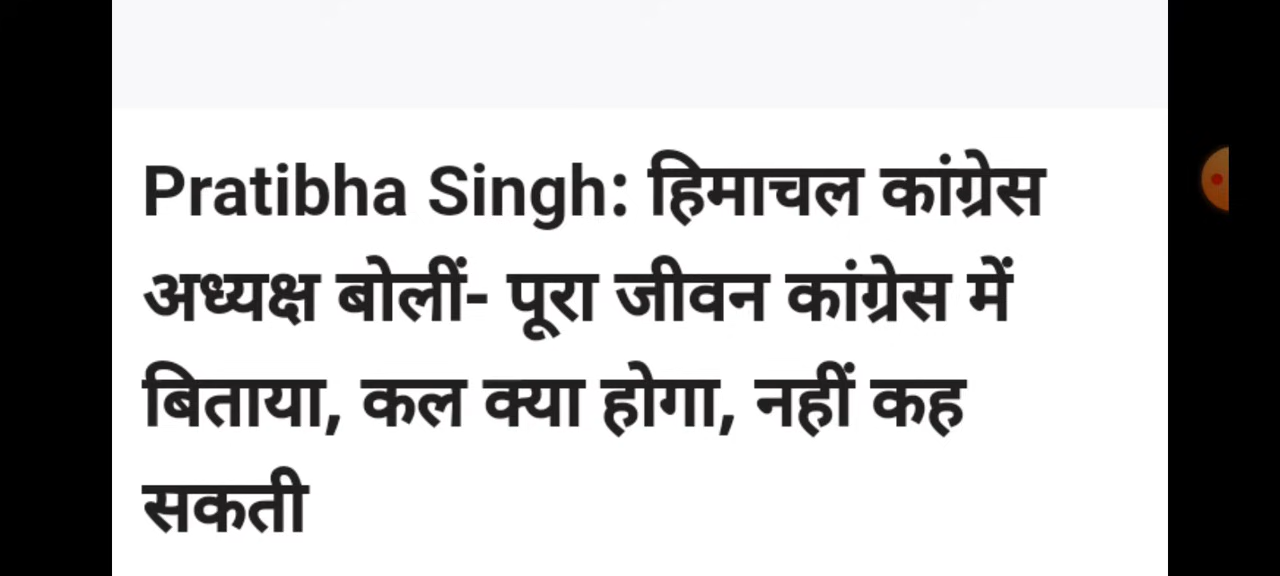 Pratibha Singh: हिमाचल कांग्रेस
अध्यक्ष बोलीं- पूरा जीवन कांग्रेस में
बिताया, कल क्या होगा, नहीं कह
सकती